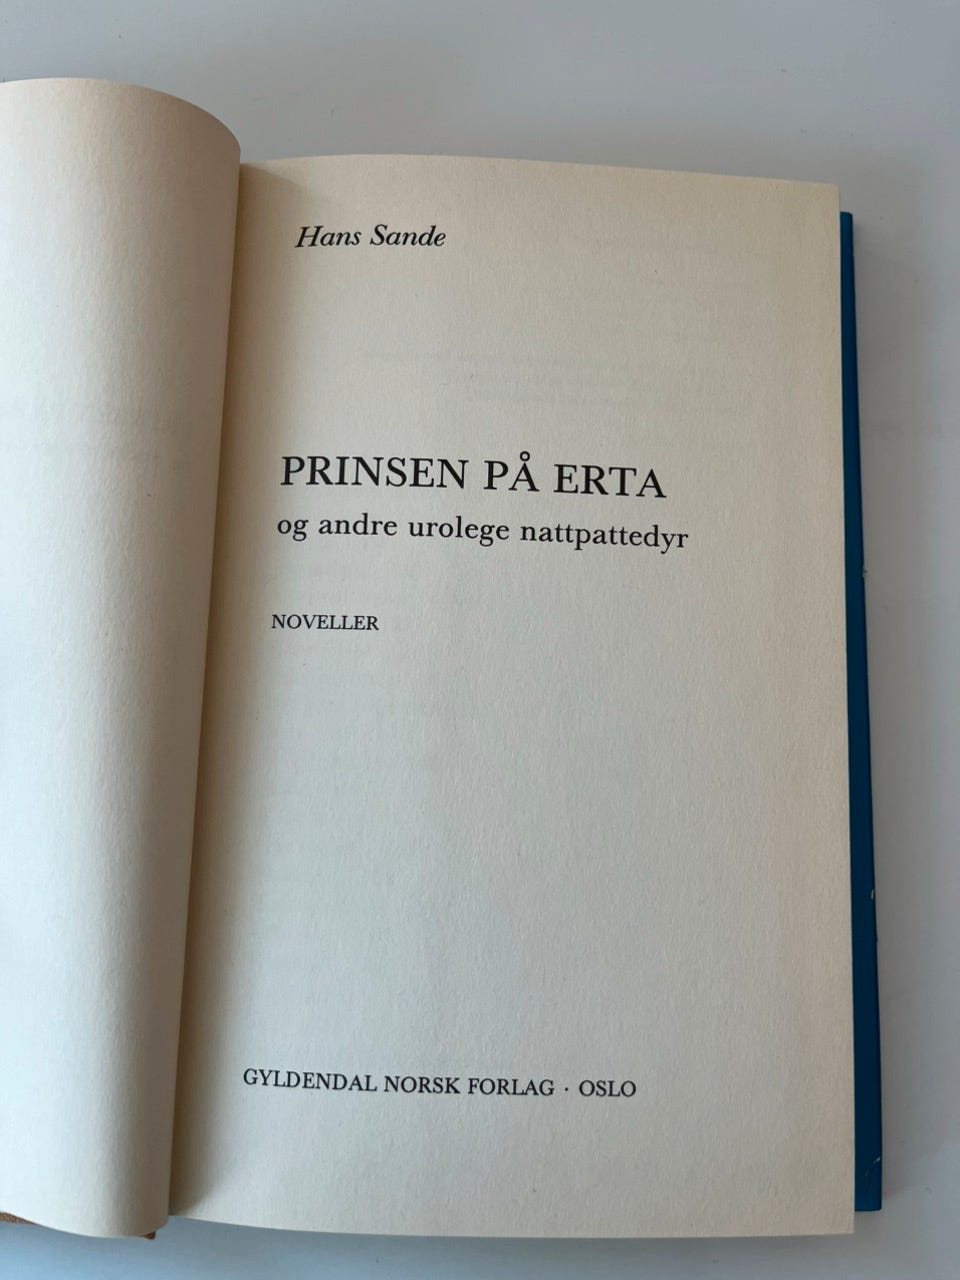 Hans Sande
PRINSEN PÅ ERTA
og andre urolege nattpattedyr
NOVELLER
GYLDENDAL NORSK FORLAG · OSLO